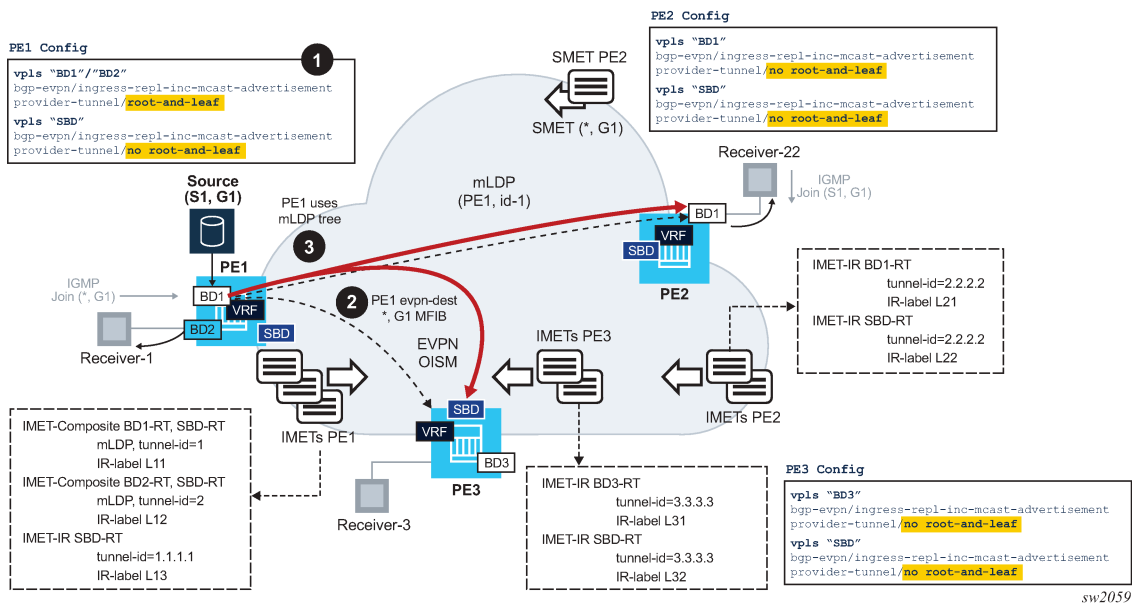 PE1 Config
1
vpls “BD1”/”BD2”
bgp-evpn/ingress-repl-inc-mcast-advertisement
provider-tunnel/root-and-leaf
vpls “SBD”
bgp-evpn/ingress-repl-inc-mcast-advertisement
provider-tunnel/no root-and-leaf
PE2 Config
vpls “BD1”
bgp-evpn/ingress-repl-inc-mcast-advertisement
provider-tunnel/no root-and-leaf
vpls “SBD”
bgp-evpn/ingress-repl-inc-mcast-advertisement
provider-tunnel/no root-and-leaf
SMET PE2
SMET (*, G1)
Receiver-22
IGMP
Join (S1, G1)
Source
(S1, G1)
PE1 uses
mLDP tree
3
mLDP
(PE1, id-1)
BD1
VRF
SBD
PE2
PE1
IGMP
Join (*, G1)
BD1
VRF
BD2
SBD
Receiver-1
2
PE1 evpn-dest
*, G1 MFIB
EVPN
OISM
IMETs PE3
IMETs PE2
IMETs PE1
SBD
VRF
BD3
PE3
Receiver-3
IMET-IR BD1-RT
tunnel-id=2.2.2.2
IR-label L21
IMET-IR SBD-RT
tunnel-id=2.2.2.2
IR-label L22
IMET-Composite BD1-RT, SBD-RT
mLDP, tunnel-id=1
IR-label L11
IMET-Composite BD2-RT, SBD-RT
mLDP, tunnel-id=2
IR-label L12
IMET-IR SBD-RT
tunnel-id=1.1.1.1
IR-label L13
IMET-IR BD3-RT
tunnel-id=3.3.3.3
IR-label L31
IMET-IR SBD-RT
tunnel-id=3.3.3.3
IR-label L32
PE3 Config
vpls “BD3”
bgp-evpn/ingress-repl-inc-mcast-advertisement
provider-tunnel/no root-and-leaf
vpls “SBD”
bgp-evpn/ingress-repl-inc-mcast-advertisement
provider-tunnel/no root-and-leaf
sw2059